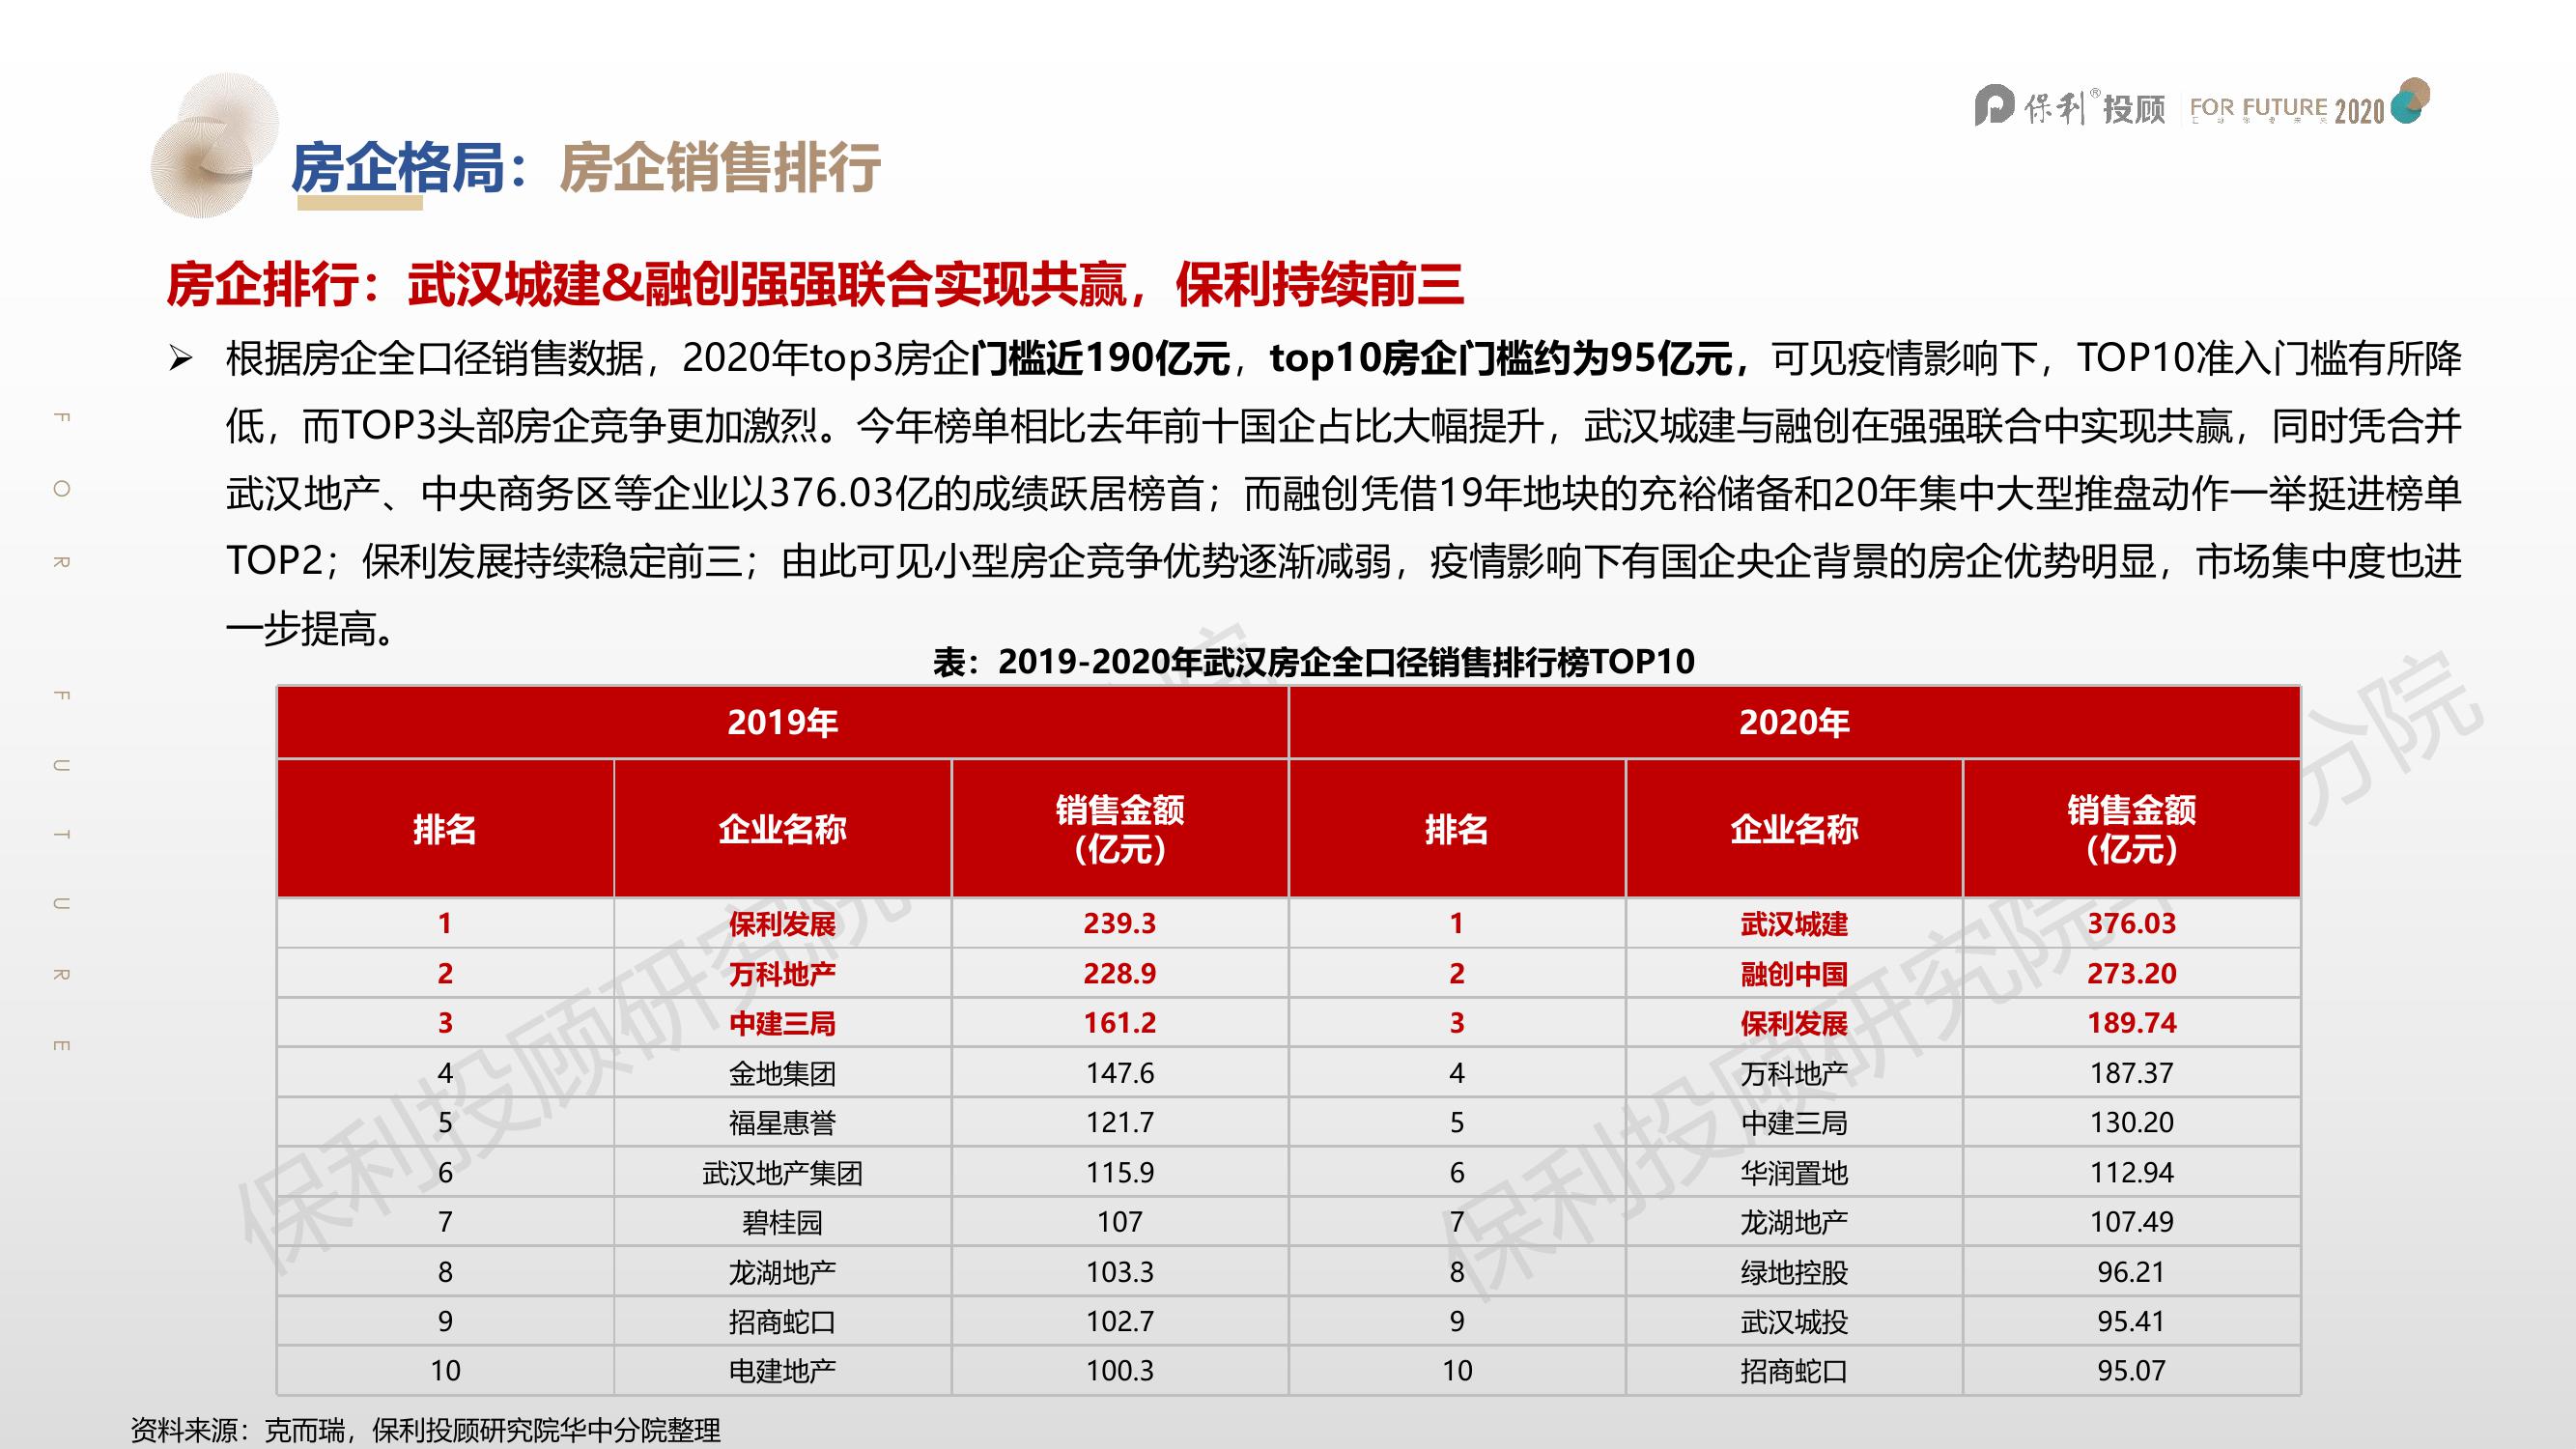 保利®投顾 FOR FUTURE 2020
房企格局：房企销售排行
房企排行：武汉城建&融创强强联合实现共赢，保利持续前三
➢ 根据房企全口径销售数据，2020年top3房企门槛近190亿元，top10房企门槛约为95亿元，可见疫情影响下，TOP10准入门槛有所降
低，而TOP3头部房企竞争更加激烈。今年榜单相比去年前十国企占比大幅提升，武汉城建与融创在强强联合中实现共赢，同时凭合并
武汉地产、中央商务区等企业以376.03亿的成绩跃居榜首；而融创凭借19年地块的充裕储备和20年集中大型推盘动作一举挺进榜单
TOP2；保利发展持续稳定前三；由此可见小型房企竞争优势逐渐减弱，疫情影响下有国企央企背景的房企优势明显，市场集中度也进
一步提高。
FOR FUTURE
表：2019-2020年武汉房企全口径销售排行榜TOP10
2019年 2020年
排名 企业名称 销售金额（亿元） 排名 企业名称 销售金额（亿元）
1 保利发展 239.3 1 武汉城建 376.03
2 万科地产 228.9 2 融创中国 273.20
3 中建三局 161.2 3 保利发展 189.74
4 金地集团 147.6 4 万科地产 187.37
5 福星惠誉 121.7 5 中建三局 130.20
6 武汉地产集团 115.9 6 华润置地 112.94
7 碧桂园 107 7 龙湖地产 107.49
8 龙湖地产 103.3 8 绿地控股 96.21
9 招商蛇口 102.7 9 武汉城投 95.41
10 电建地产 100.3 10 招商蛇口 95.07
保利投顾研究院
院
保利投顾研究院
分院
资料来源：克而瑞，保利投顾研究院华中分院整理